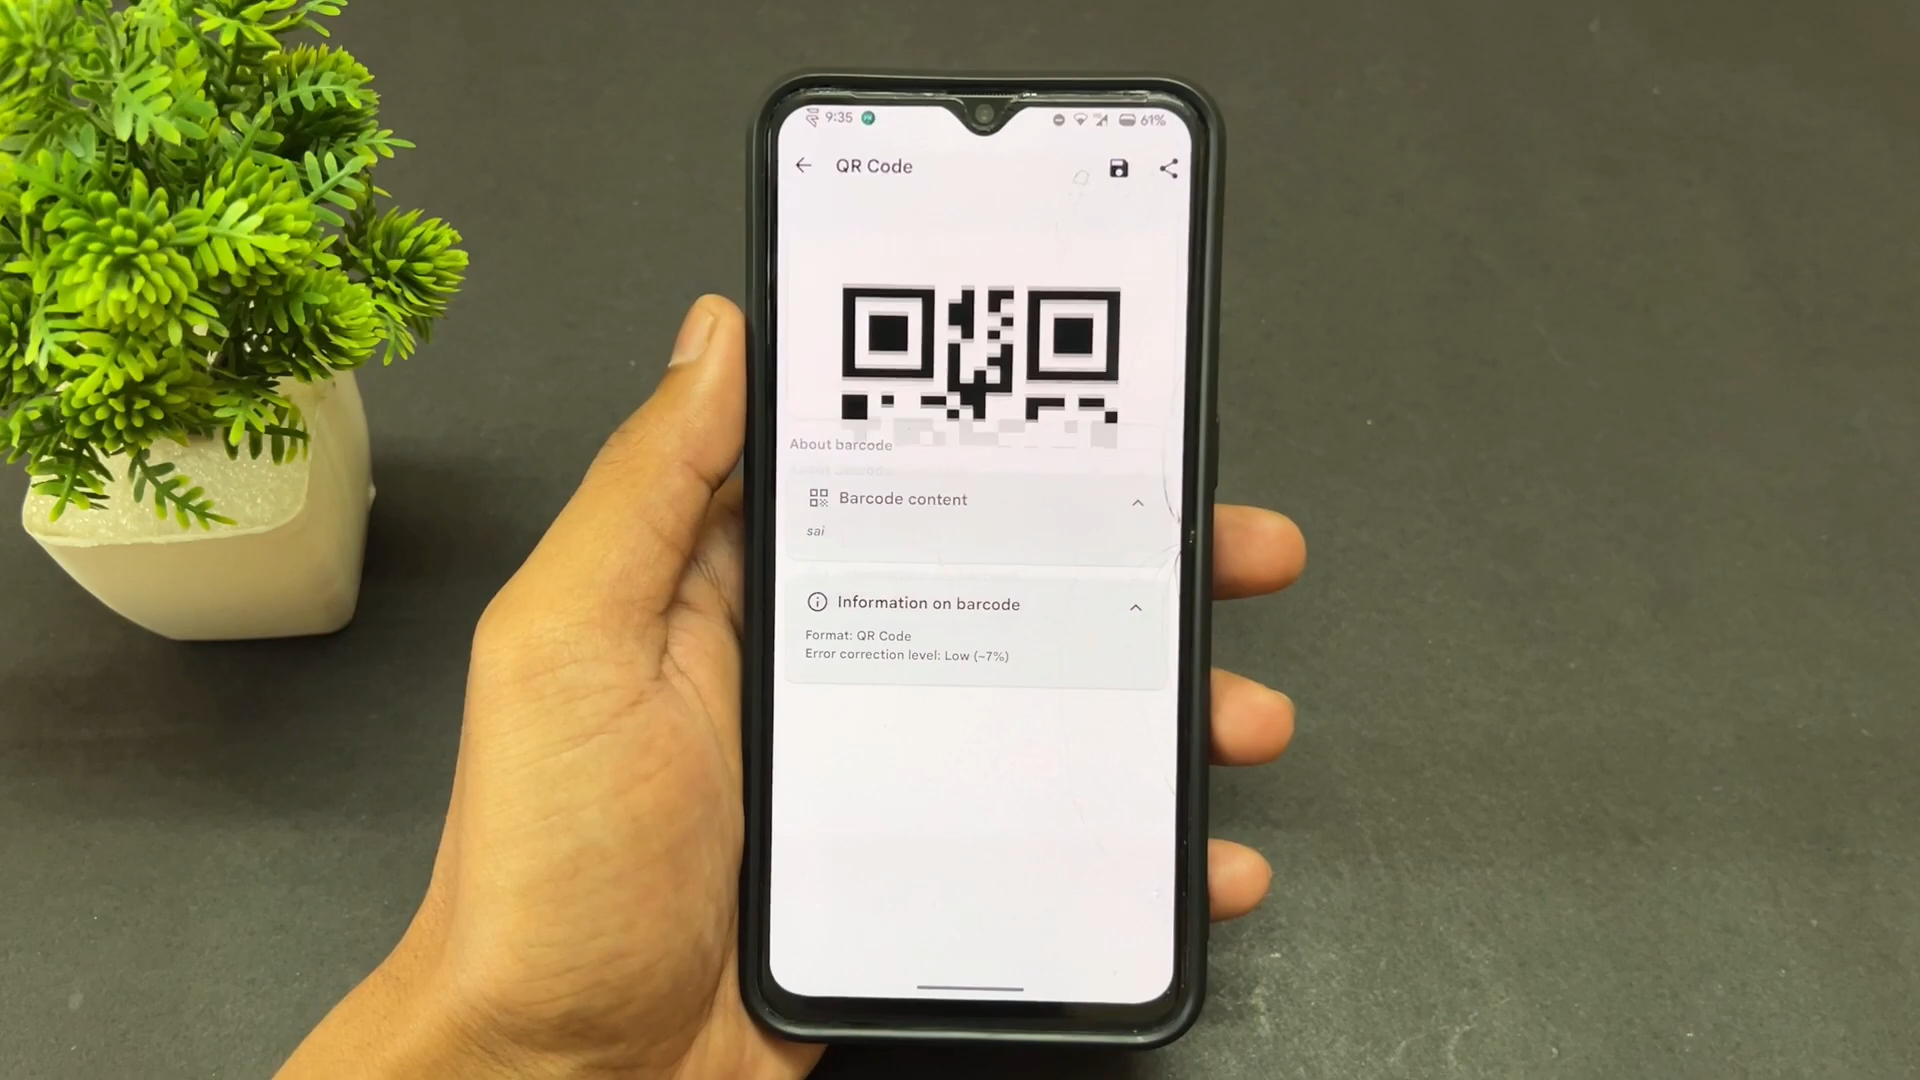 9:35
61%
QR Code
About barcode
Barcode content
sai
Information on barcode
Format: QR Code
Error correction level: Low (~7%)